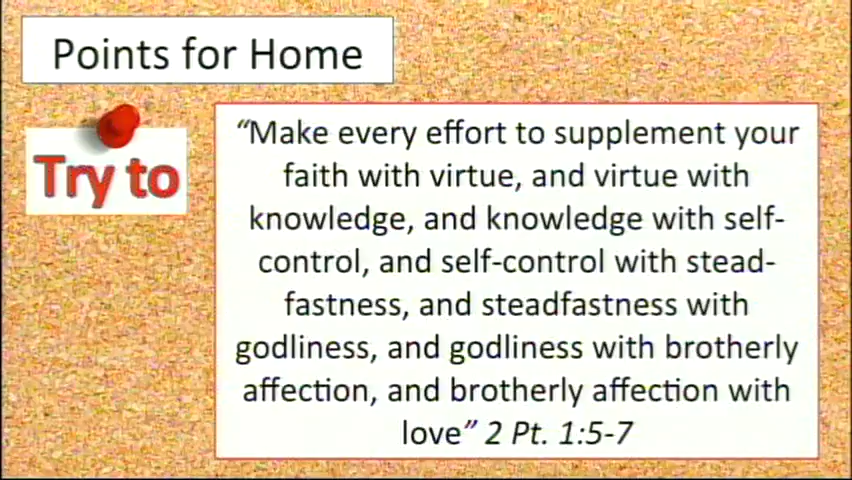 Points for Home
Try to
“Make every effort to supplement your
faith with virtue, and virtue with
knowledge, and knowledge with self-
control, and self-control with stead-
fastness, and steadfastness with
godliness, and godliness with brotherly
affection, and brotherly affection with
love” 2 Pt. 1:5-7